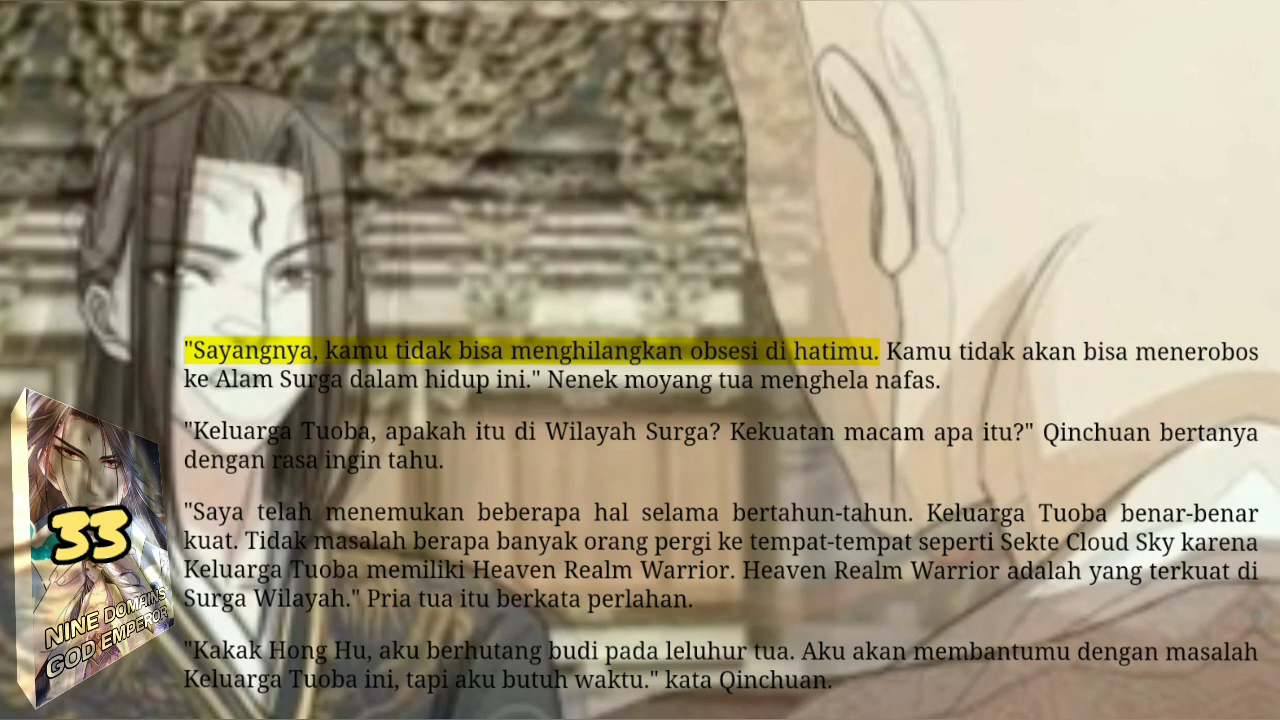 "Sayangnya, kamu tidak bisa menghilangkan obsesi di hatimu. Kamu tidak akan bisa menerobos
ke Alam Surga dalam hidup ini." Nenek moyang tua menghela nafas.
"Keluarga Tuoba, apakah itu di Wilayah Surga? Kekuatan macam apa itu?" Qinchuan bertanya
dengan rasa ingin tahu.
"Saya telah menemukan beberapa hal selama bertahun-tahun. Keluarga Tuoba benar-benar
kuat. Tidak masalah berapa banyak orang pergi ke tempat-tempat seperti Sekte Cloud Sky karena
Keluarga Tuoba memiliki Heaven Realm Warrior. Heaven Realm Warrior adalah yang terkuat di
Surga Wilayah." Pria tua itu berkata perlahan.
"Kakak Hong Hu, aku berhutang budi pada leluhur tua. Aku akan membantumu dengan masalah
Keluarga Tuoba ini, tapi aku butuh waktu." kata Qinchuan.
33
NINE DOMAINS
GOD EMPEROR